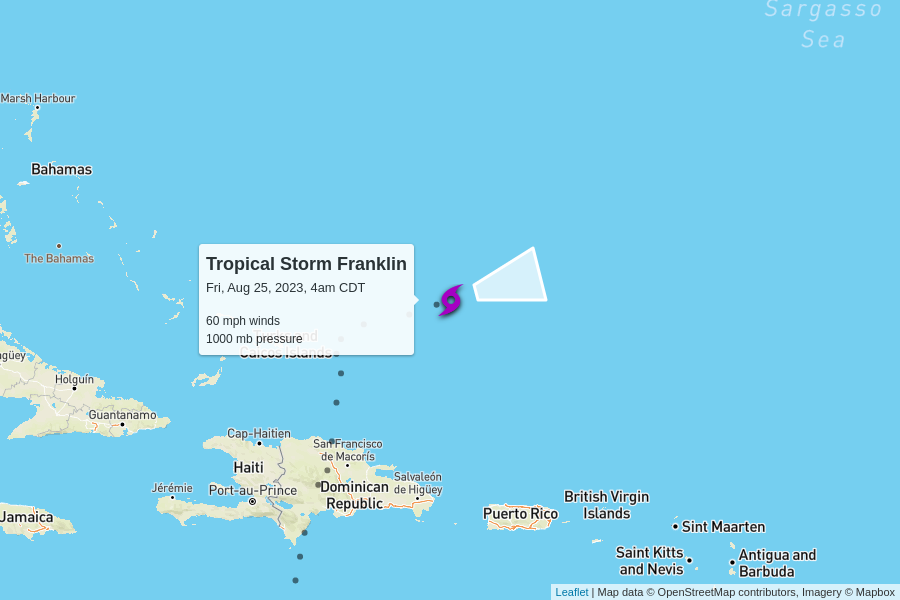 Sargasso
Sea
Marsh Harbour
Bahamas
The Bahamas
Tropical Storm Franklin
Fri, Aug 25, 2023, 4am CDT
60 mph winds
1000 mb pressure
Turks and
Caicos Islands
agüey
Holguín
Guantanamo
Cap-Haitien
San Francisco
de Macorís
Haiti
Jérémie
Port-au-Prince
Dominican
Republic
Salvaleón
de Higüey
Jamaica
Puerto Rico
British Virgin
Islands
Sint Maarten
Saint Kitts
and Nevis
Antigua and
Barbuda
Leaflet | Map data © OpenStreetMap contributors, Imagery © Mapbox